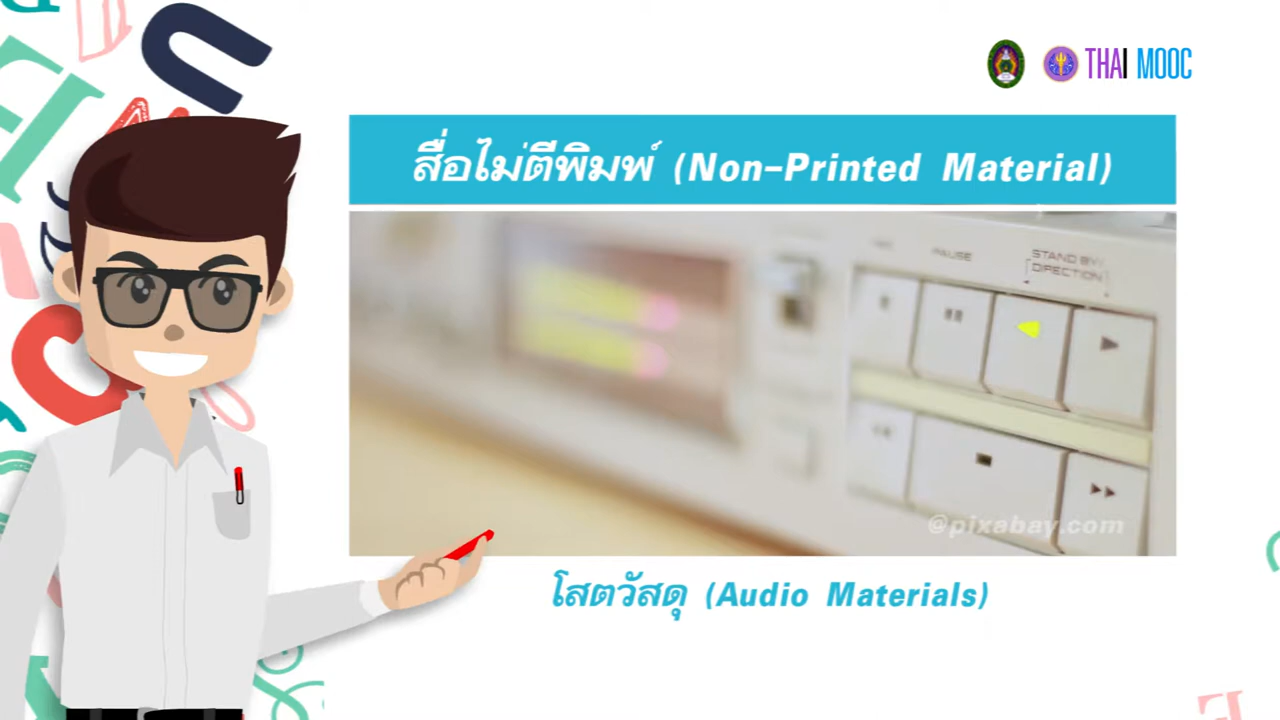 THAI MOOC
สื่อไม่ตีพิมพ์ (Non-Printed Material)
PAUSE
STAND BY/
DIRECTION
@pixabay.com
โสตวัสดุ (Audio Materials)